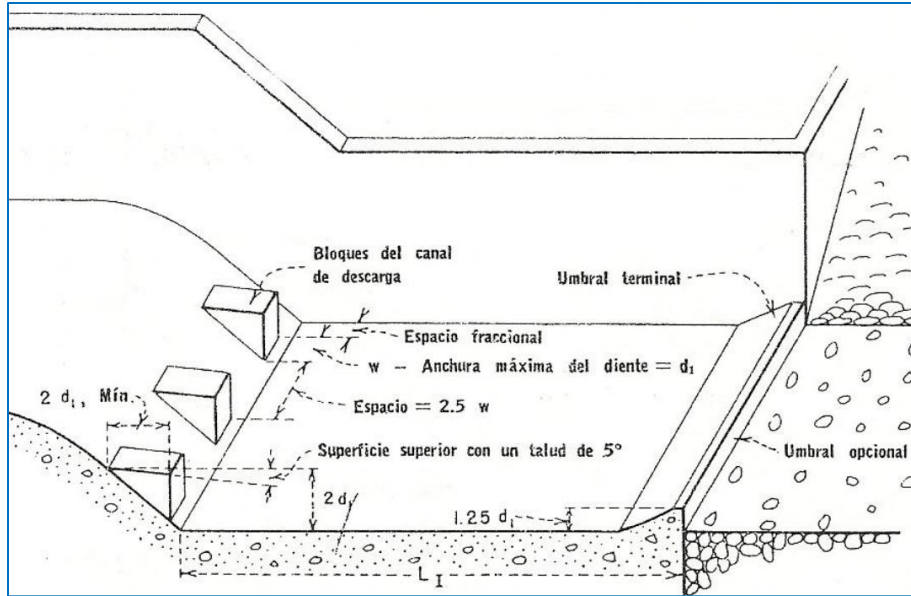 Bloques del canal
de descarga
Umbral terminal
Espacio fraccional
w – Anchura máxima del diente = d₁
2 d₁, Mín.
Espacio = 2.5 w
Superficie superior con un talud de 5°
Umbral opcional
2 d₁
1.25 d₁
L I